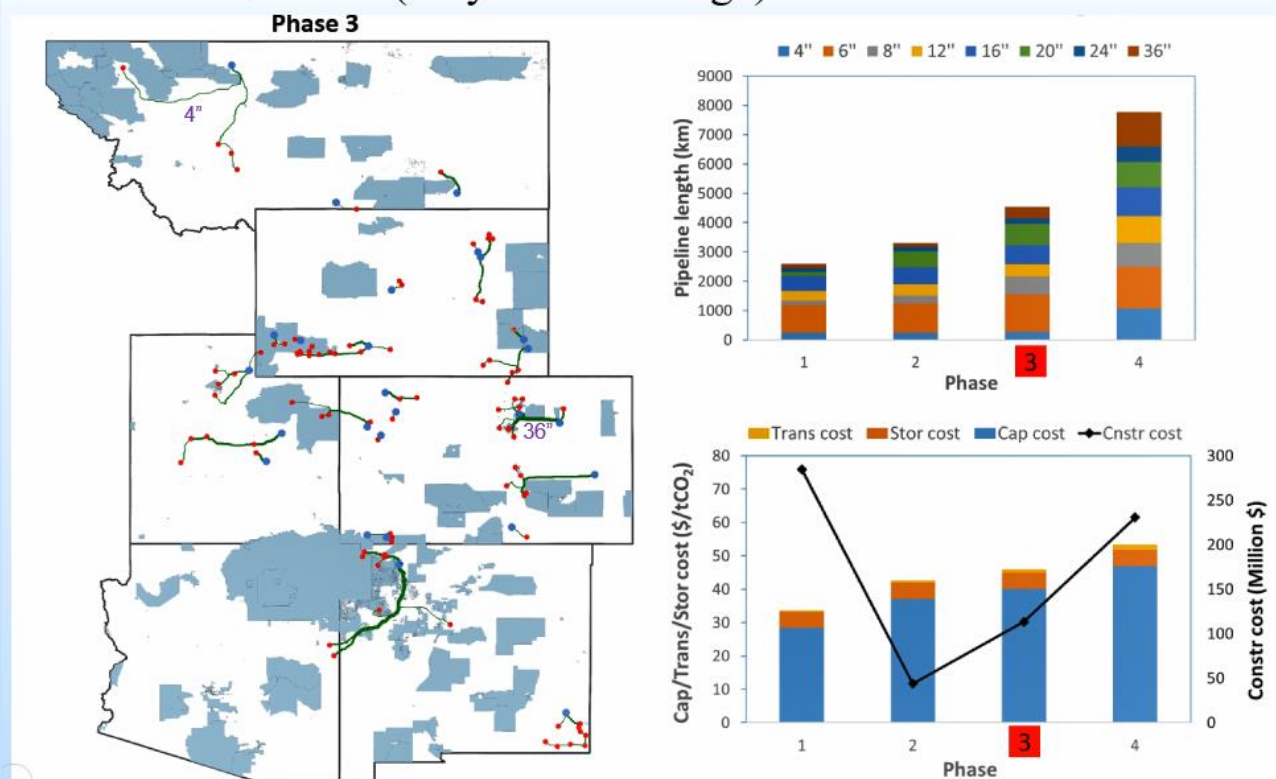 Phase 3
4"
36"
4" 6" 8" 12" 16" 20" 24" 36"
Pipeline length (km)
9000
8000
7000
6000
5000
4000
3000
2000
1000
0
1 2 3 4
Phase
Trans cost Stor cost Cap cost Cnstr cost
Cap/Trans/Stor cost ($/tCO₂)
80
70
60
50
40
30
20
10
0
300
250
200
150
100
50
0
Constr cost (Million $)
1 2 3 4
Phase